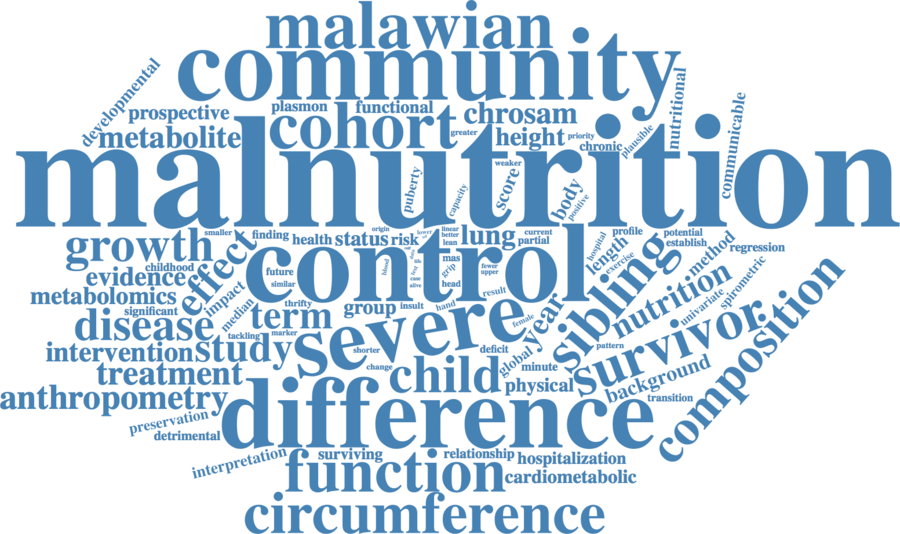 malawian
community
developmental
prospective
plasmon
functional
cohort
chrosam
nutritional
communicable
metabolite
greater
height
priority
chronic
plausible
malnutrition
weaker
puberty
capacity
score
body
positive
growth
smaller
finding
health
status
risk
origin
lower
linear
better
lean
lung
current
partial
hospital
profile
potential
establish
method
regression
evidence
childhood
effect
control
future
similar
blood
life
mas
grip
head
case
alive
fewer
upper
length
exercise
sibling
metabolomics
significant
impact
median
thrifty
term
group
insult
hand
result
severe
female
year
nutrition
univariate
spirometric
disease
tackling
marker
intervention
study
shorter
change
deficit
global
minute
pattern
survivor
composition
treatment
child
physical
background
transition
anthropometry
difference
preservation
detrimental
interpretation
surviving
relationship
hospitalization
function
cardiometabolic
circumference